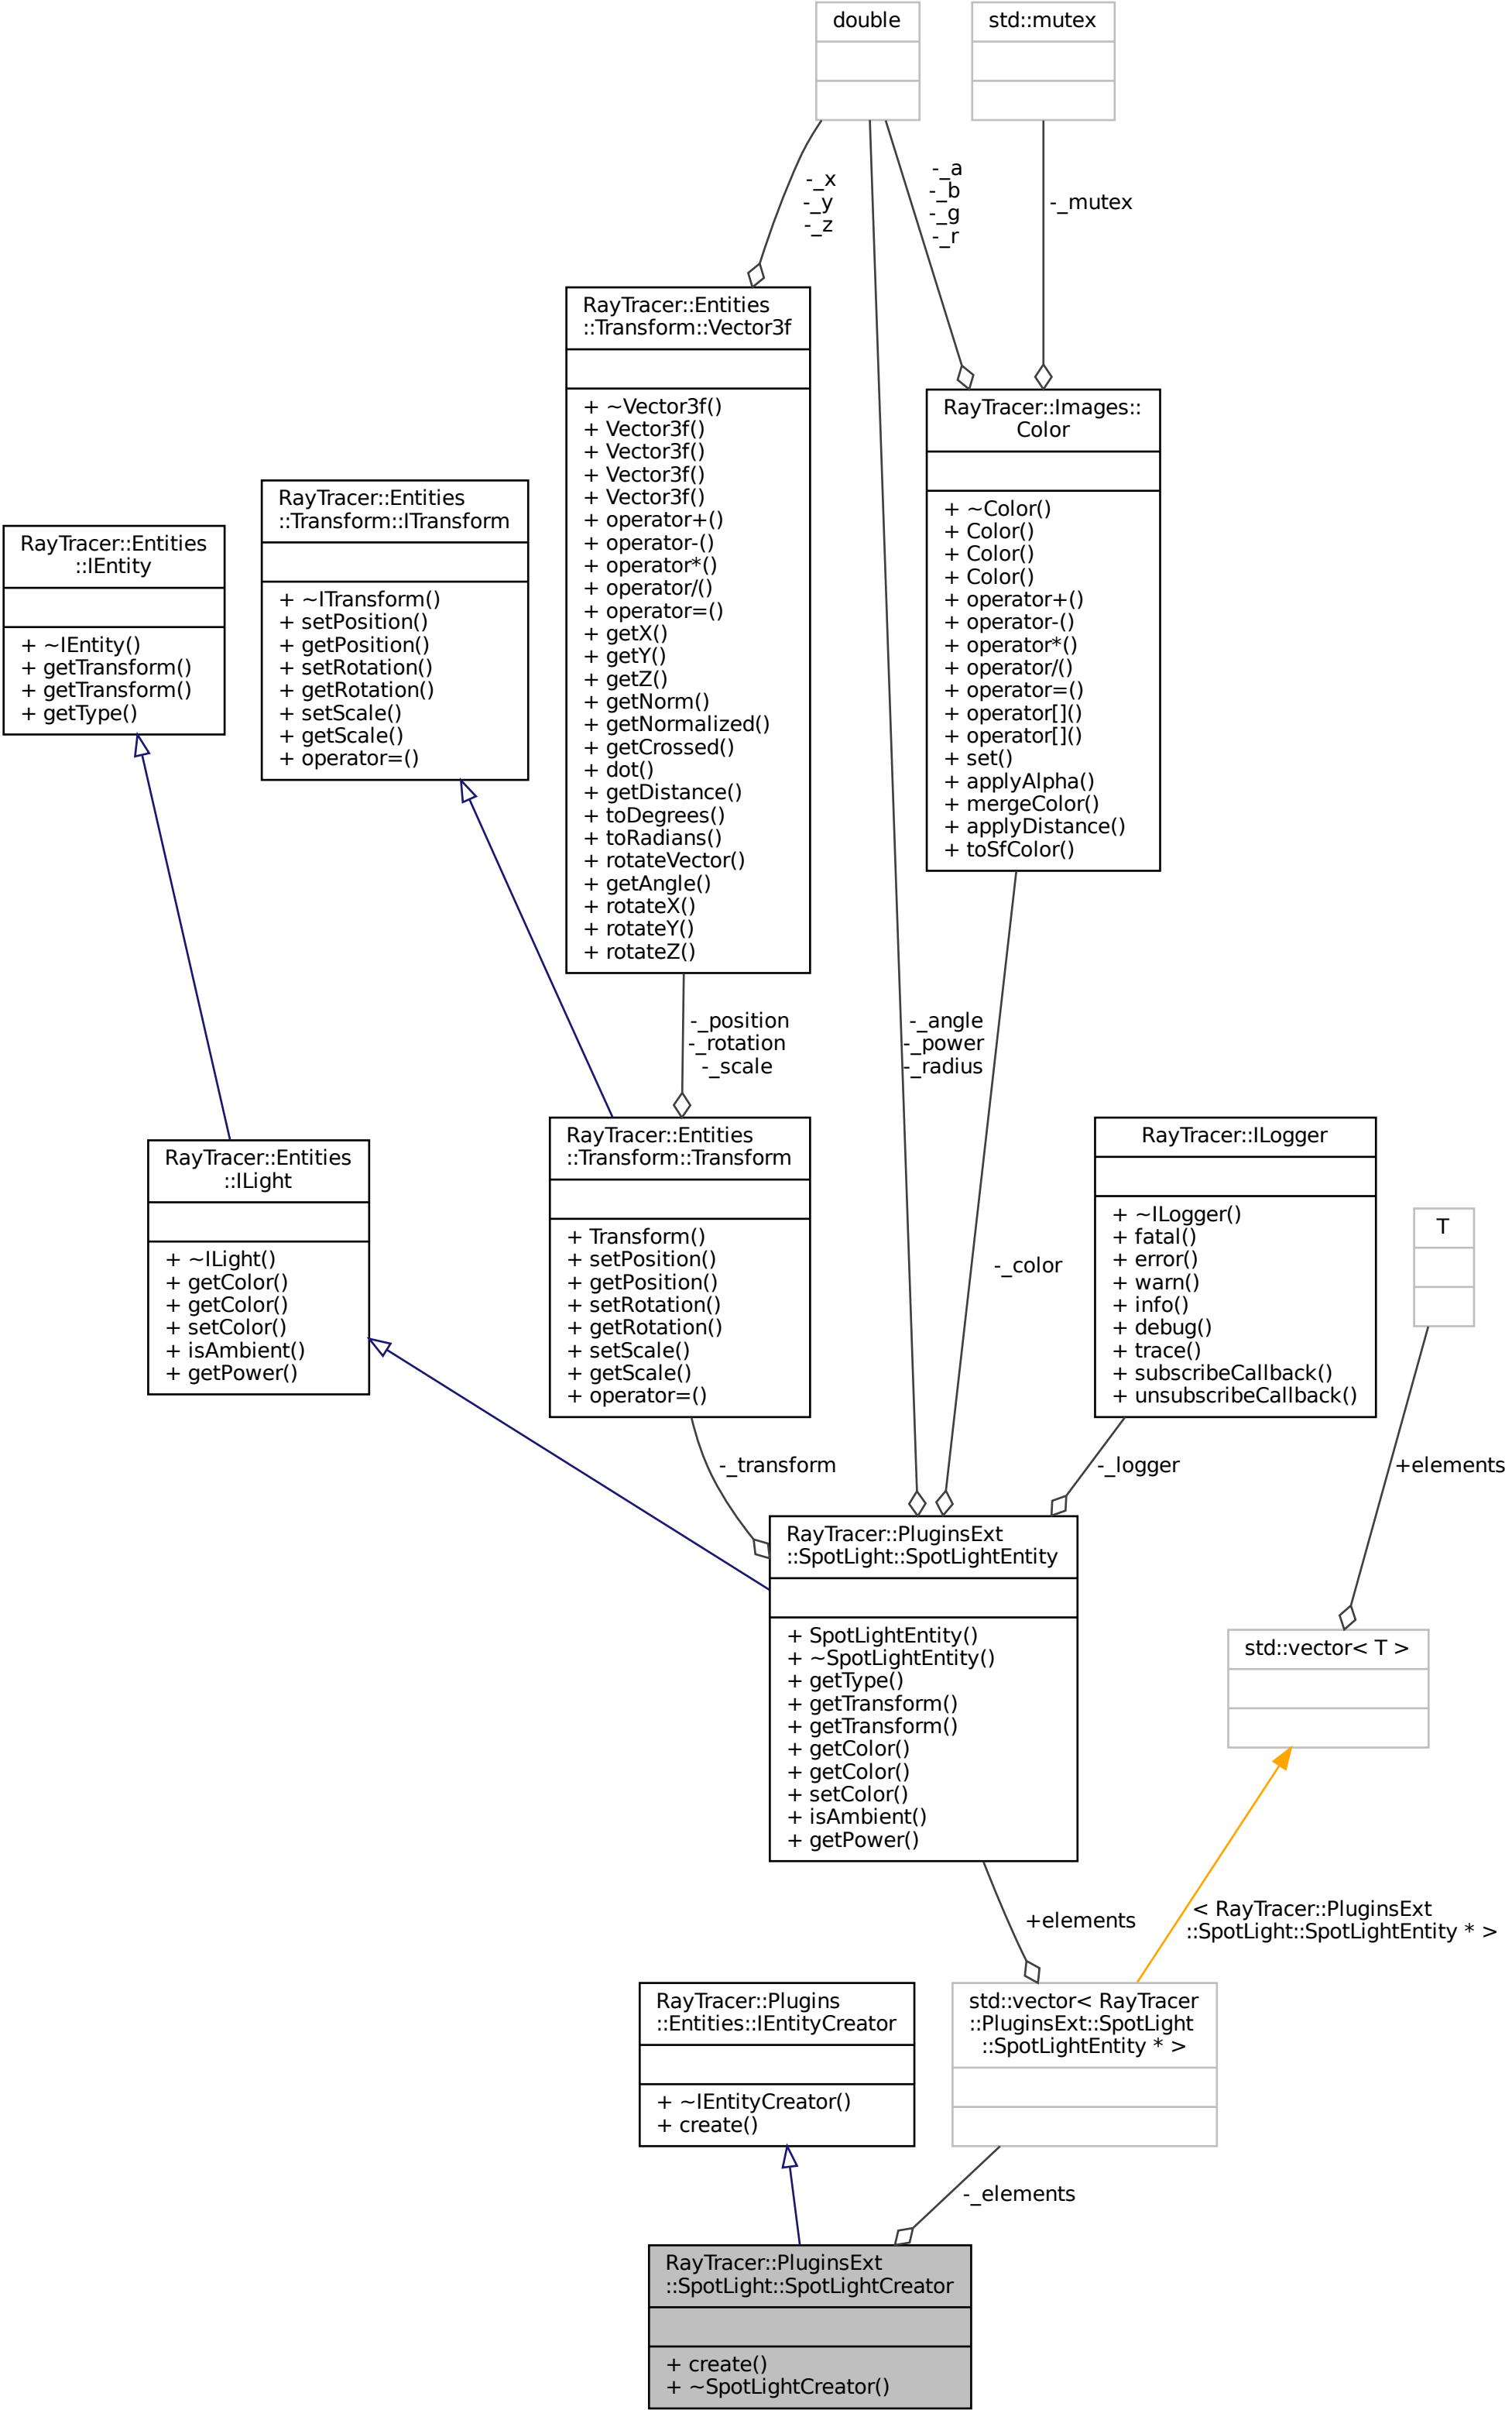 double
std::mutex
-_x
-_y
-_z
-_a
-_b
-_g
-_r
-_mutex
RayTracer::Entities
::Transform::Vector3f
+ ~Vector3f()
+ Vector3f()
+ Vector3f()
+ Vector3f()
+ Vector3f()
+ operator+()
+ operator-()
+ operator*()
+ operator/()
+ operator=()
+ getX()
+ getY()
+ getZ()
+ getNorm()
+ getNormalized()
+ getCrossed()
+ dot()
+ getDistance()
+ toDegrees()
+ toRadians()
+ rotateVector()
+ getAngle()
+ rotateX()
+ rotateY()
+ rotateZ()
RayTracer::Images::
Color
+ ~Color()
+ Color()
+ Color()
+ Color()
+ operator+()
+ operator-()
+ operator*()
+ operator/()
+ operator=()
+ operator[]()
+ operator[]()
+ set()
+ applyAlpha()
+ mergeColor()
+ applyDistance()
+ toSfColor()
RayTracer::Entities
::Transform::ITransform
+ ~ITransform()
+ setPosition()
+ getPosition()
+ setRotation()
+ getRotation()
+ setScale()
+ getScale()
+ operator=()
RayTracer::Entities
::IEntity
+ ~IEntity()
+ getTransform()
+ getTransform()
+ getType()
-_position
-_rotation
-_scale
-_angle
-_power
-_radius
RayTracer::Entities
::ILight
+ ~ILight()
+ getColor()
+ getColor()
+ setColor()
+ isAmbient()
+ getPower()
RayTracer::Entities
::Transform::Transform
+ Transform()
+ setPosition()
+ getPosition()
+ setRotation()
+ getRotation()
+ setScale()
+ getScale()
+ operator=()
-_color
RayTracer::ILogger
+ ~ILogger()
+ fatal()
+ error()
+ warn()
+ info()
+ debug()
+ trace()
+ subscribeCallback()
+ unsubscribeCallback()
T
-_transform
-_logger
+elements
RayTracer::PluginsExt
::SpotLight::SpotLightEntity
+ SpotLightEntity()
+ ~SpotLightEntity()
+ getType()
+ getTransform()
+ getTransform()
+ getColor()
+ getColor()
+ setColor()
+ isAmbient()
+ getPower()
std::vector< T >
+elements
< RayTracer::PluginsExt
::SpotLight::SpotLightEntity * >
RayTracer::Plugins
::Entities::IEntityCreator
+ ~IEntityCreator()
+ create()
std::vector< RayTracer
::PluginsExt::SpotLight
::SpotLightEntity * >
-_elements
RayTracer::PluginsExt
::SpotLight::SpotLightCreator
+ create()
+ ~SpotLightCreator()